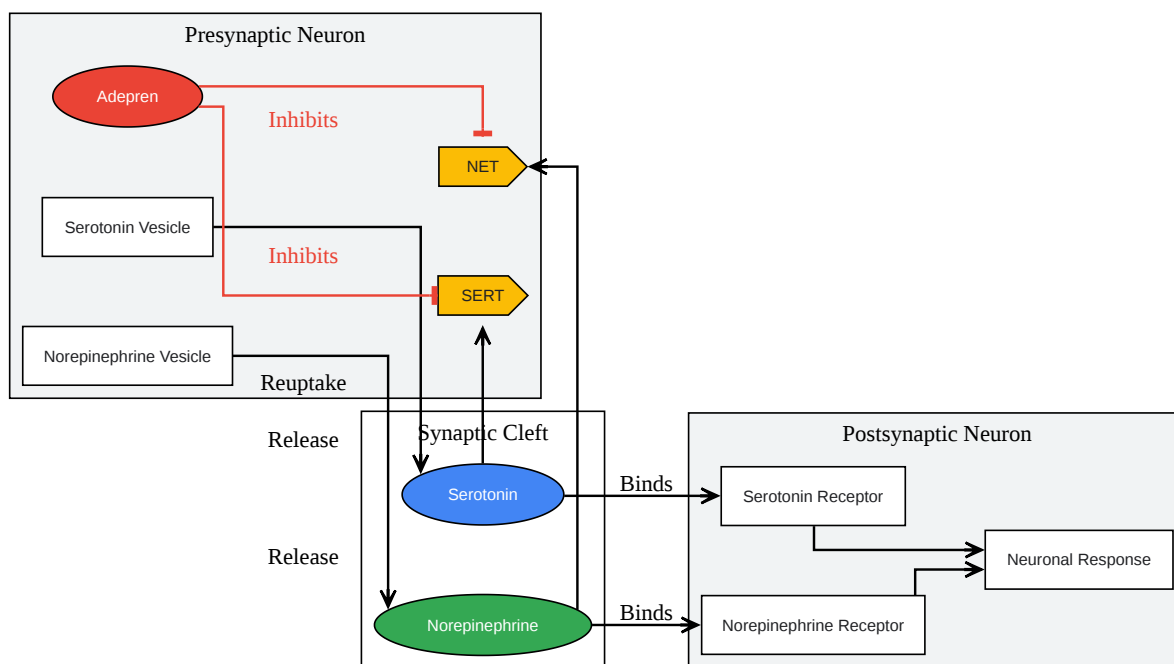 Presynaptic Neuron
Adepren
Inhibits
NET
Serotonin Vesicle
Inhibits
SERT
Norepinephrine Vesicle
Reuptake
Release
Synaptic Cleft
Postsynaptic Neuron
Serotonin
Binds
Serotonin Receptor
Release
Neuronal Response
Norepinephrine
Binds
Norepinephrine Receptor